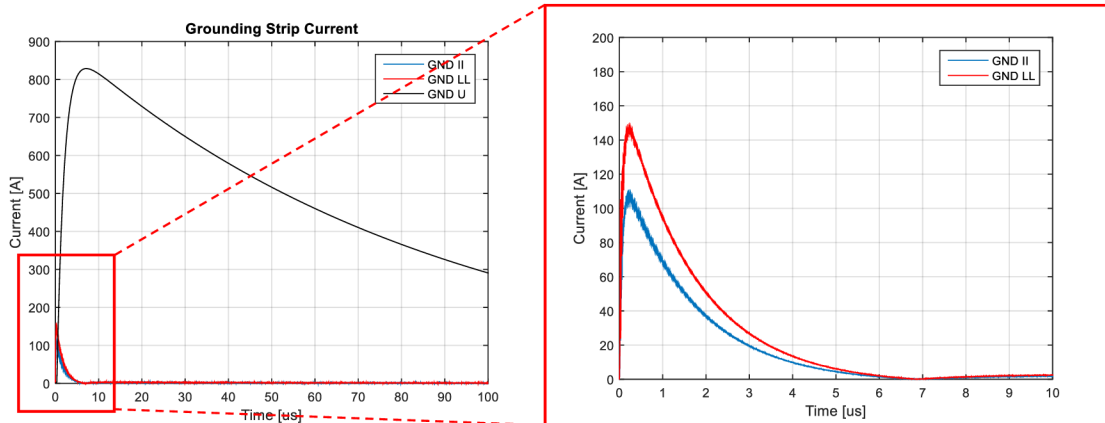 Grounding Strip Current
900
800
700
600
500
400
300
200
100
0
Current [A]
GND II
GND LL
GND U
0 10 20 30 40 50 60 70 80 90 100
Time [us]
200
180
160
140
120
100
80
60
40
20
0
Current [A]
GND II
GND LL
0 1 2 3 4 5 6 7 8 9 10
Time [us]